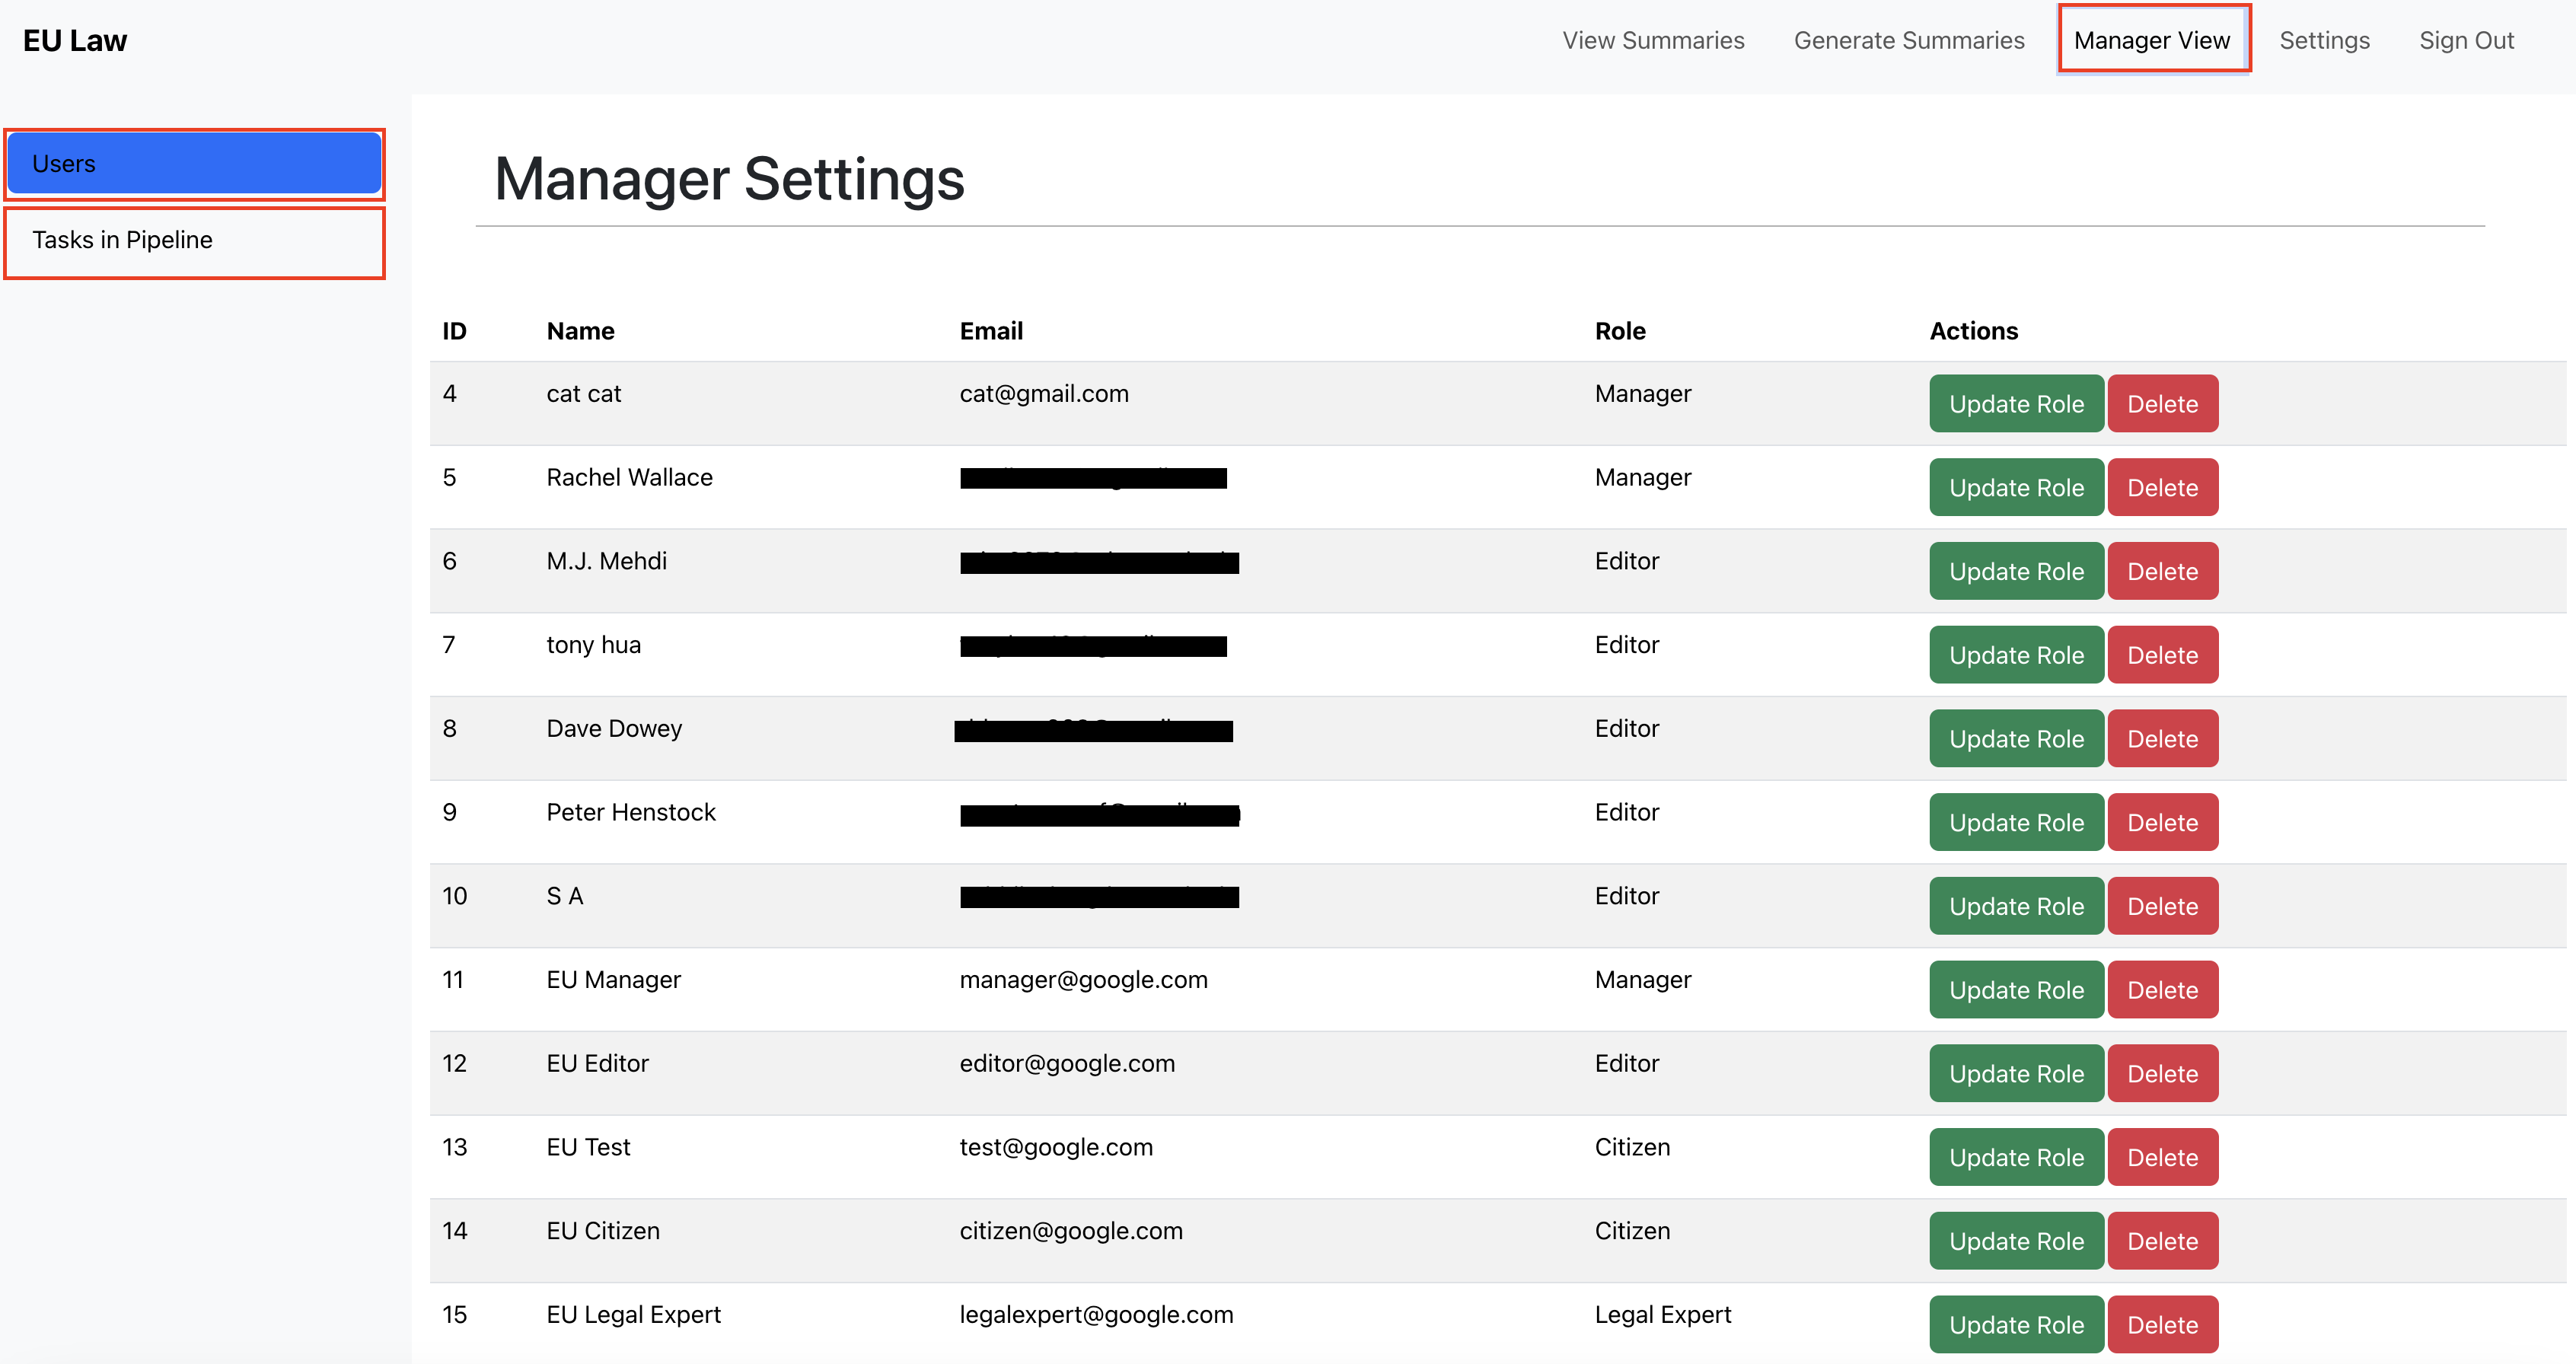 EU Law
View Summaries Generate Summaries Manager View Settings Sign Out
Users
Tasks in Pipeline
Manager Settings
ID Name Email Role Actions
4 cat cat cat@gmail.com Manager Update Role Delete
5 Rachel Wallace Manager Update Role Delete
6 M.J. Mehdi Editor Update Role Delete
7 tony hua Editor Update Role Delete
8 Dave Dowey Editor Update Role Delete
9 Peter Henstock Editor Update Role Delete
10 S A Editor Update Role Delete
11 EU Manager manager@google.com Manager Update Role Delete
12 EU Editor editor@google.com Editor Update Role Delete
13 EU Test test@google.com Citizen Update Role Delete
14 EU Citizen citizen@google.com Citizen Update Role Delete
15 EU Legal Expert legalexpert@google.com Legal Expert Update Role Delete